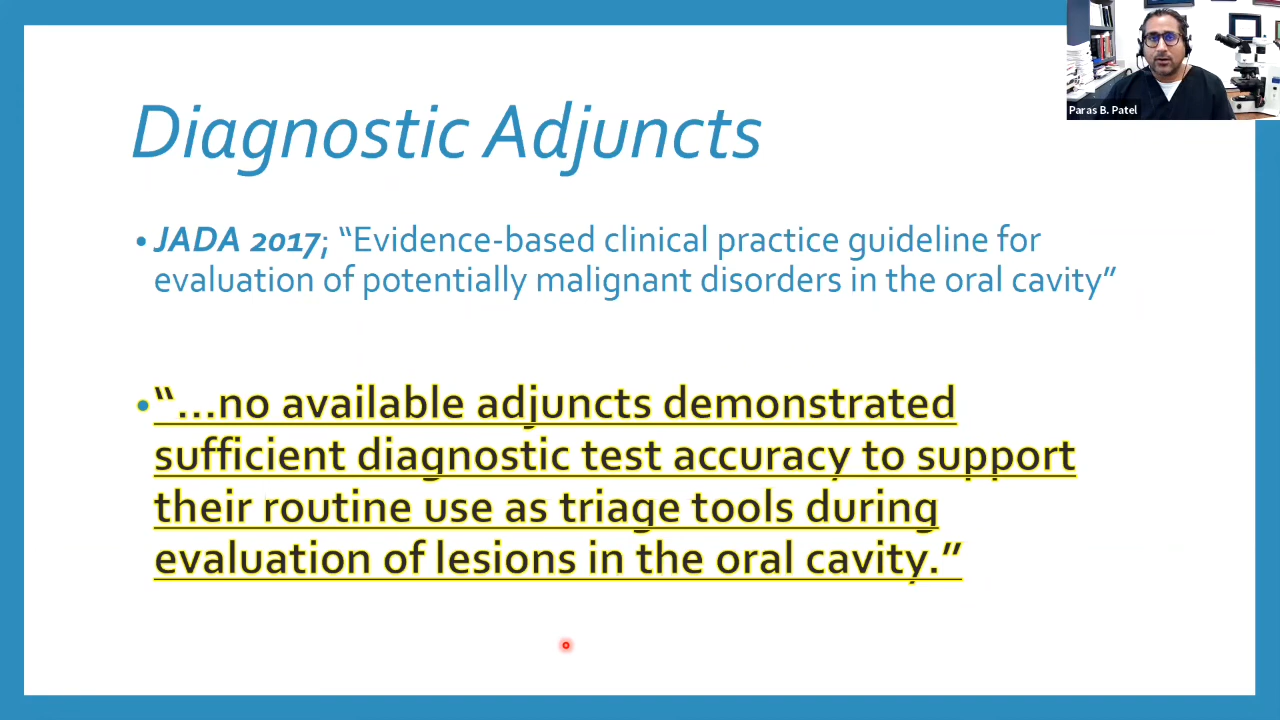 Paras B. Patel
Diagnostic Adjuncts
• JADA 2017; “Evidence-based clinical practice guideline for
evaluation of potentially malignant disorders in the oral cavity”
•“...no available adjuncts demonstrated
sufficient diagnostic test accuracy to support
their routine use as triage tools during
evaluation of lesions in the oral cavity.”